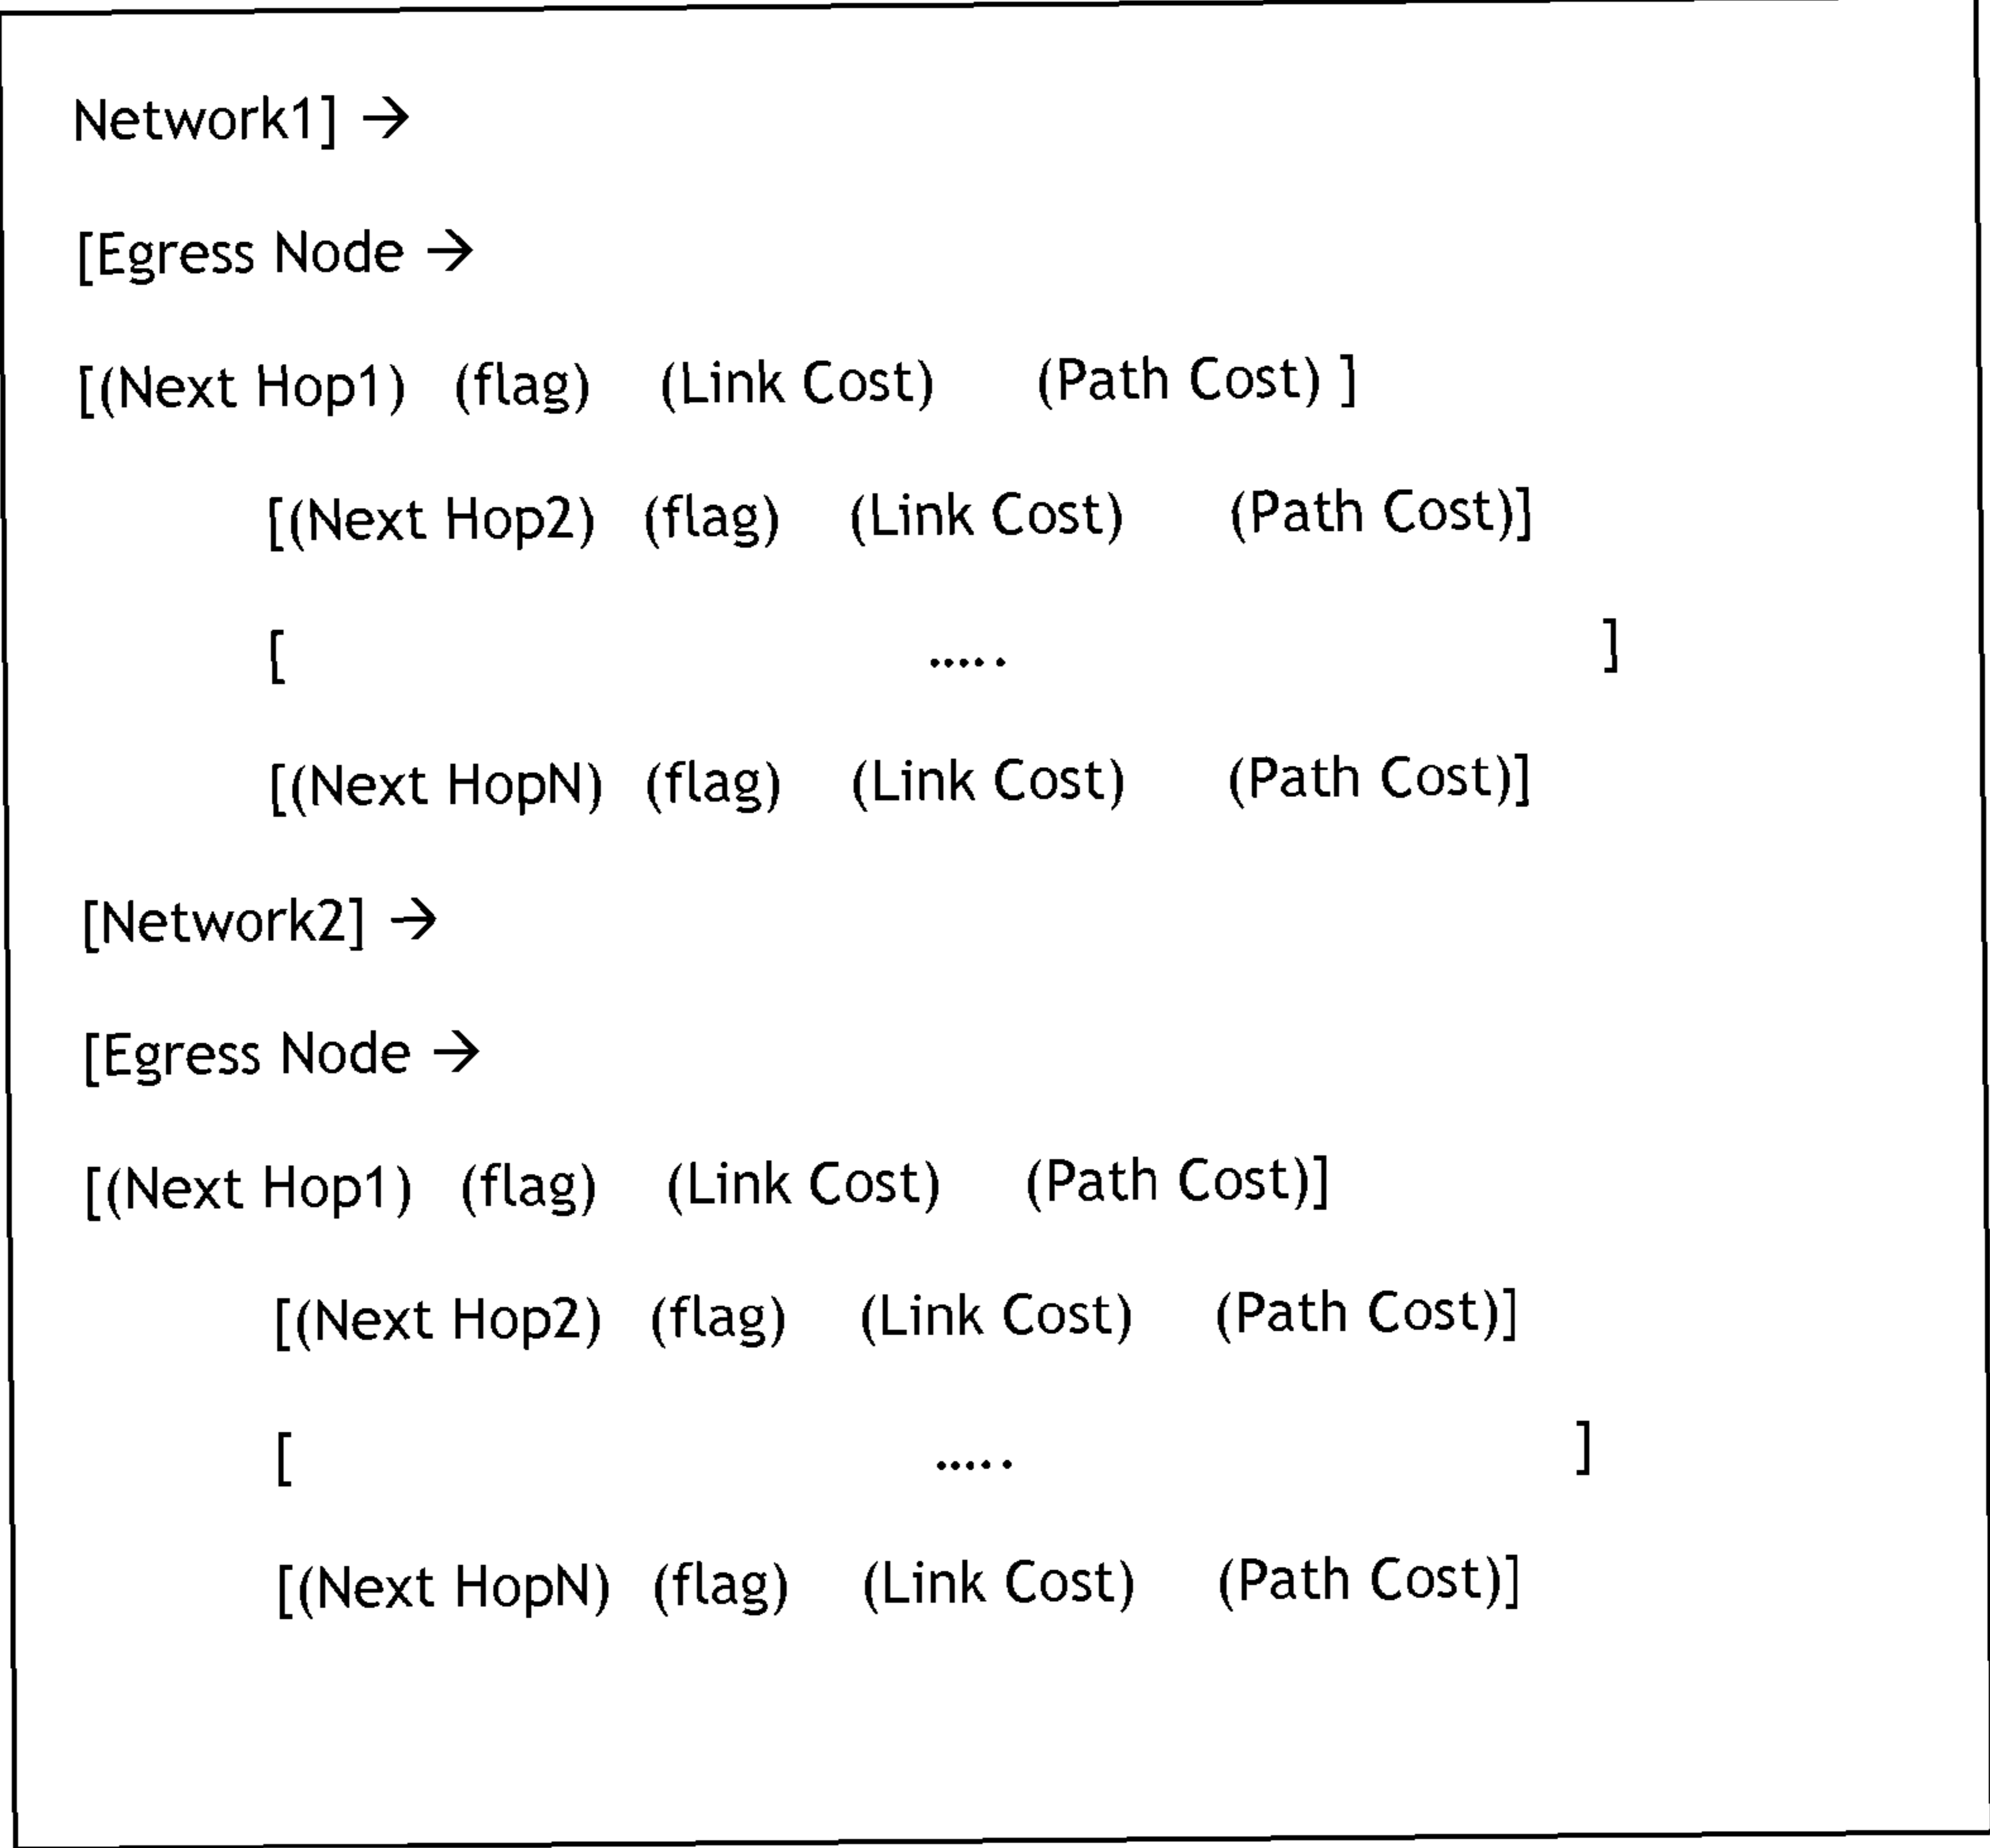 Network1] →
[Egress Node →
[(Next Hop1) (flag) (Link Cost) (Path Cost) ]
[(Next Hop2) (flag) (Link Cost) (Path Cost)]
[ ..... ]
[(Next HopN) (flag) (Link Cost) (Path Cost)]
[Network2] →
[Egress Node →
[(Next Hop1) (flag) (Link Cost) (Path Cost)]
[(Next Hop2) (flag) (Link Cost) (Path Cost)]
[ ..... ]
[(Next HopN) (flag) (Link Cost) (Path Cost)]